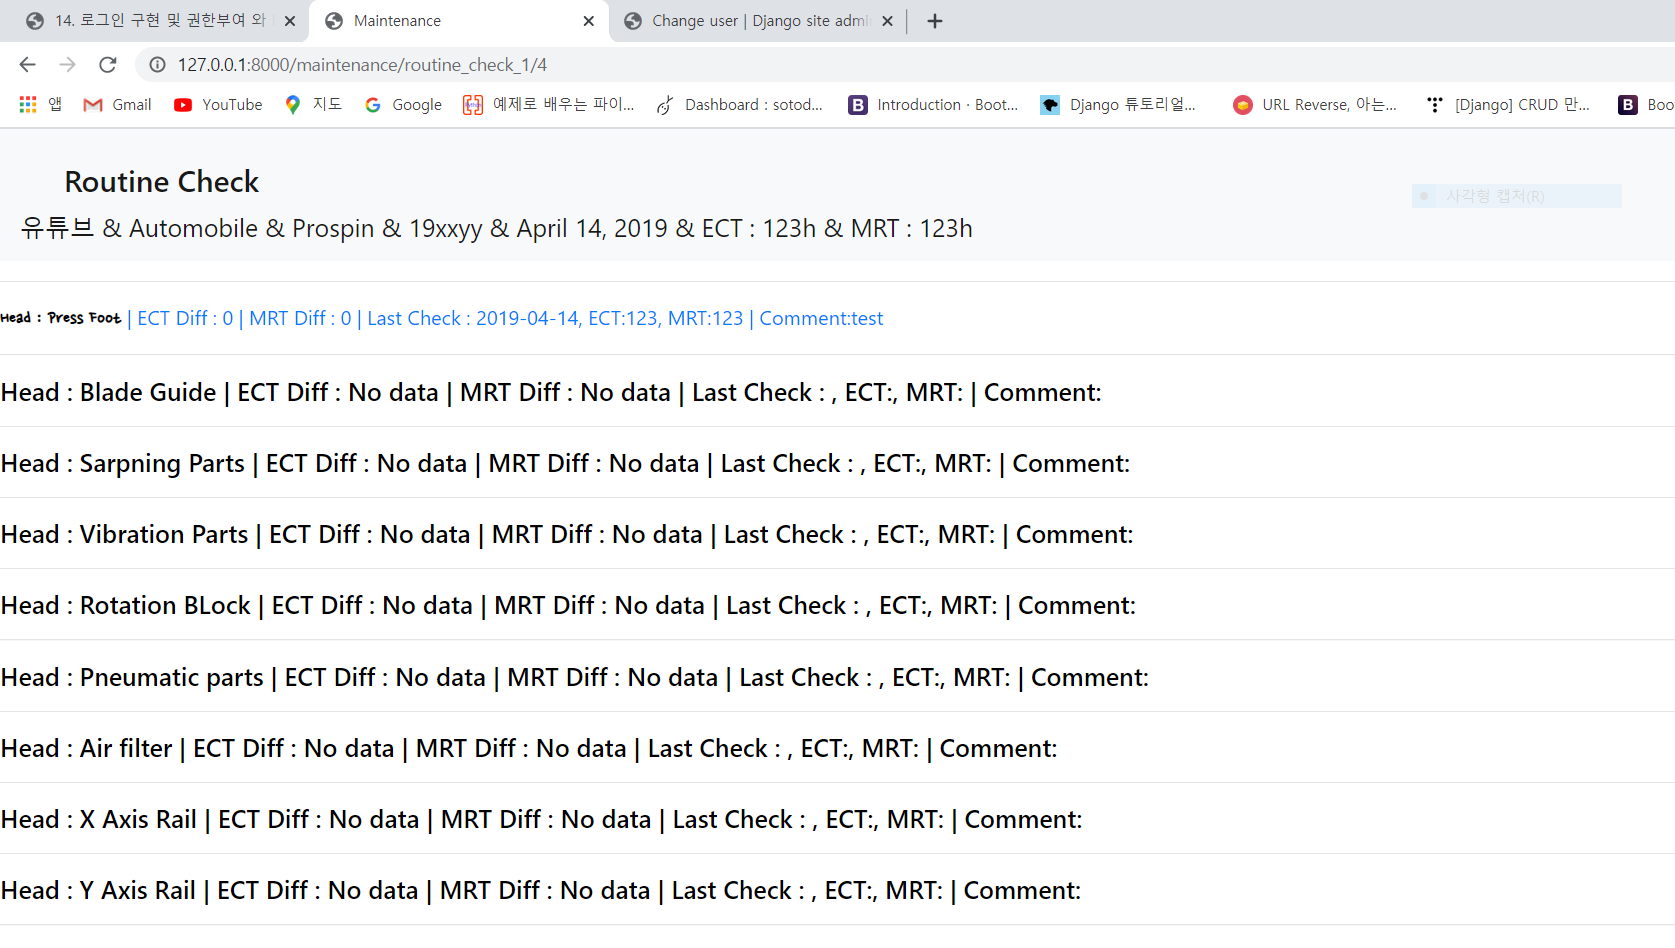 14. 로그인 구현 및 권한부여 와
Maintenance
Change user | Django site admi
127.0.0.1:8000/maintenance/routine_check_1/4
앱 Gmail YouTube 지도 Google 예제로 배우는 파이... Dashboard : sotod... Introduction · Boot... Django 튜토리얼... URL Reverse, 아는... [Django] CRUD 만... Boo
Routine Check
사각형 캡처(R)
유튜브 & Automobile & Prospin & 19xxyy & April 14, 2019 & ECT : 123h & MRT : 123h
Head : Press Foot | ECT Diff : 0 | MRT Diff : 0 | Last Check : 2019-04-14, ECT:123, MRT:123 | Comment:test
Head : Blade Guide | ECT Diff : No data | MRT Diff : No data | Last Check : , ECT:, MRT: | Comment:
Head : Sarpning Parts | ECT Diff : No data | MRT Diff : No data | Last Check : , ECT:, MRT: | Comment:
Head : Vibration Parts | ECT Diff : No data | MRT Diff : No data | Last Check : , ECT:, MRT: | Comment:
Head : Rotation BLock | ECT Diff : No data | MRT Diff : No data | Last Check : , ECT:, MRT: | Comment:
Head : Pneumatic parts | ECT Diff : No data | MRT Diff : No data | Last Check : , ECT:, MRT: | Comment:
Head : Air filter | ECT Diff : No data | MRT Diff : No data | Last Check : , ECT:, MRT: | Comment:
Head : X Axis Rail | ECT Diff : No data | MRT Diff : No data | Last Check : , ECT:, MRT: | Comment:
Head : Y Axis Rail | ECT Diff : No data | MRT Diff : No data | Last Check : , ECT:, MRT: | Comment: